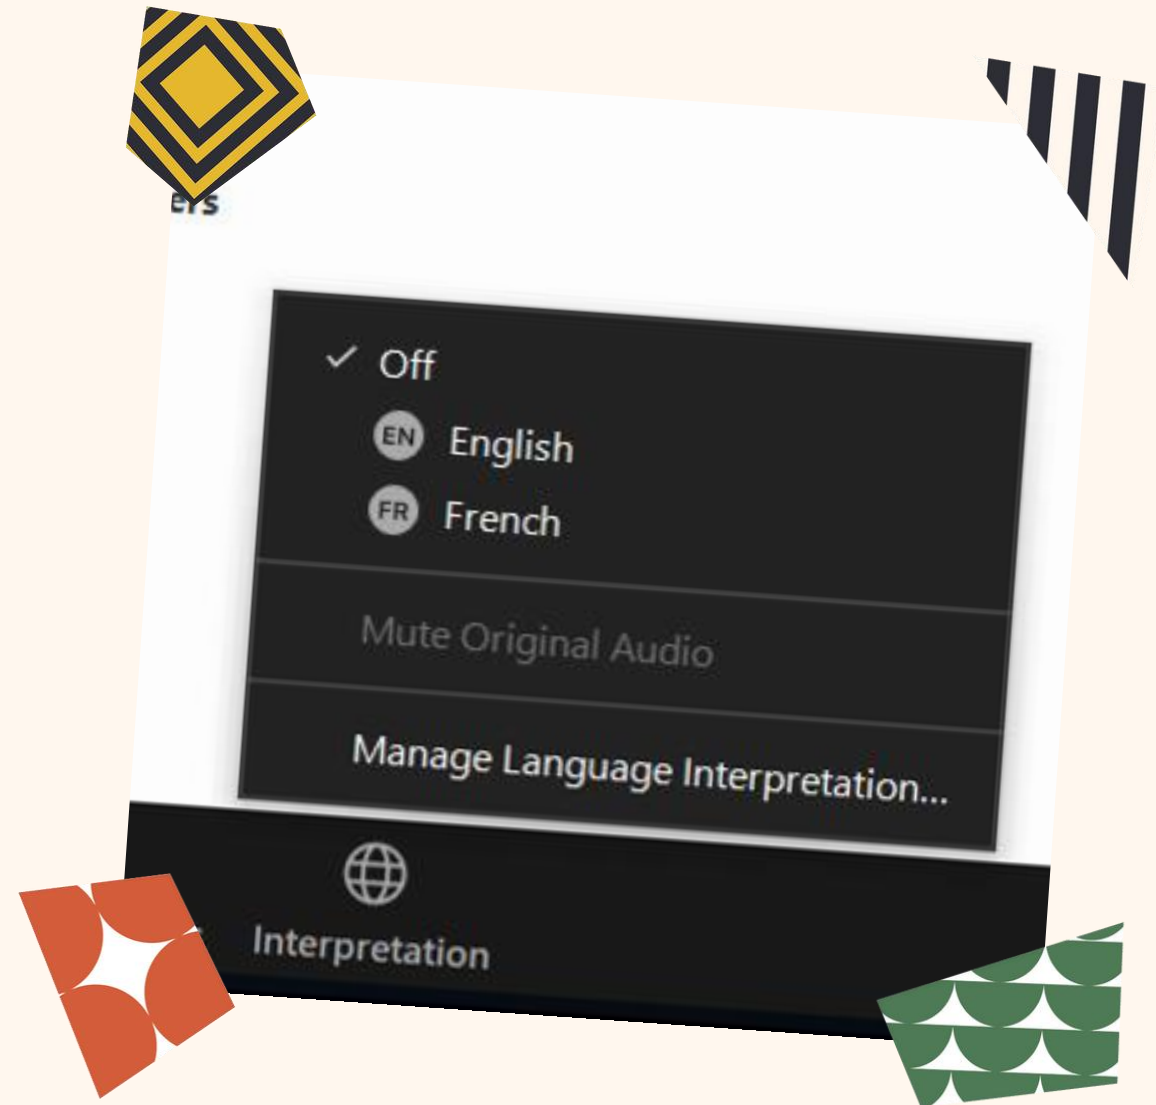 Off
EN English
FR French
Mute Original Audio
Manage Language Interpretation...
Interpretation